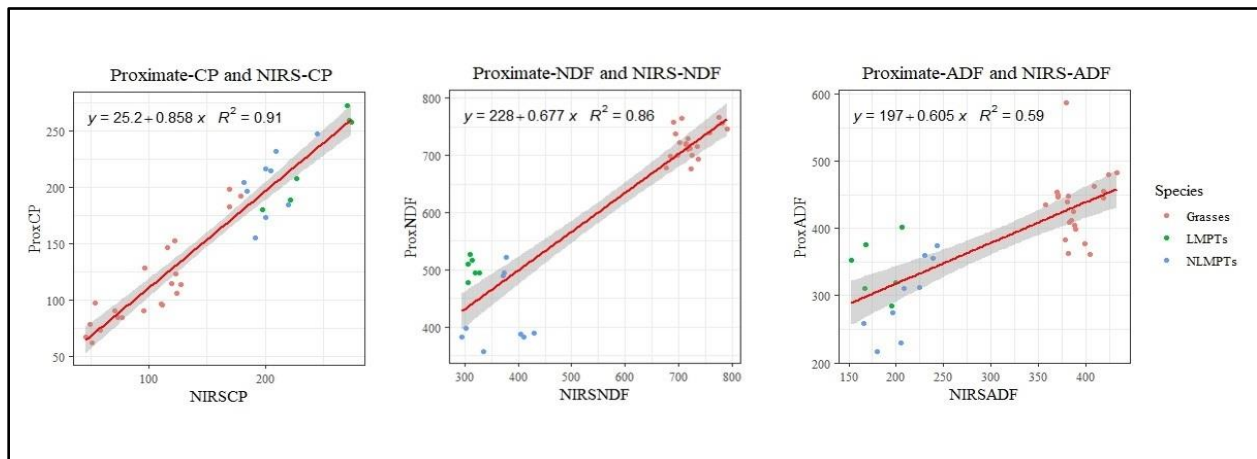 Proximate-CP and NIRS-CP
y = 25.2+0.858 x R² = 0.91
ProxCP
250
200
150
100
50
100
200
NIRSCP
Proximate-NDF and NIRS-NDF
y = 228+0.677 x R² = 0.86
ProxNDF
800
700
600
500
400
300
400
500
600
700
800
NIRSNDF
Proximate-ADF and NIRS-ADF
y = 197+0.605 x R² = 0.59
ProxADF
600
500
400
300
200
150
200
250
300
350
400
NIRSADF
Species
Grasses
LMPTs
NLMPTs